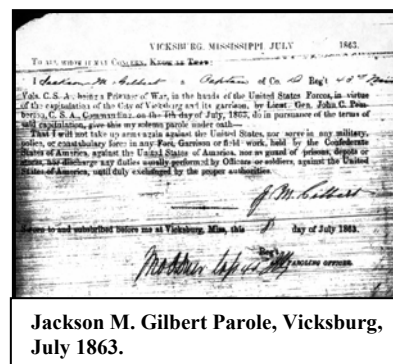 VICKSBURG, MISSISSIPPI, JULY 1863.
TO ALL WHOM IT MAY CONCERN, KNOW YE THAT:
I Jackson M. Gilbert a Captain of Co. D Reg't 43rd
Vols. C. S. A., being a Prisoner of War, in the hands of the United States Forces, in virtue
of the capitulation of the City of Vicksburg and its garrison, by Lieut. Gen. John C. Pem-
berton, C. S. A., Commanding, on the 4th day of July, 1863, do in pursuance of the terms of
said capitulation, give this my solemn parole under oath—
That I will not take up arms again against the United States, nor serve in any military,
police, or constabulary force in any Fort, Garrison or field work, held by the Confederate
States of America, against the United States of America, nor as guard of prisons, depots or
stores, nor discharge any duties usually performed by Officers or soldiers, against the United
States of America, until duly exchanged by the proper authorities.
J. M. Gilbert
Sworn to and subscribed before me at Vicksburg, Miss, this 8 day of July 1863.
Reg't
PAROLING OFFICER.
Jackson M. Gilbert Parole, Vicksburg,
July 1863.